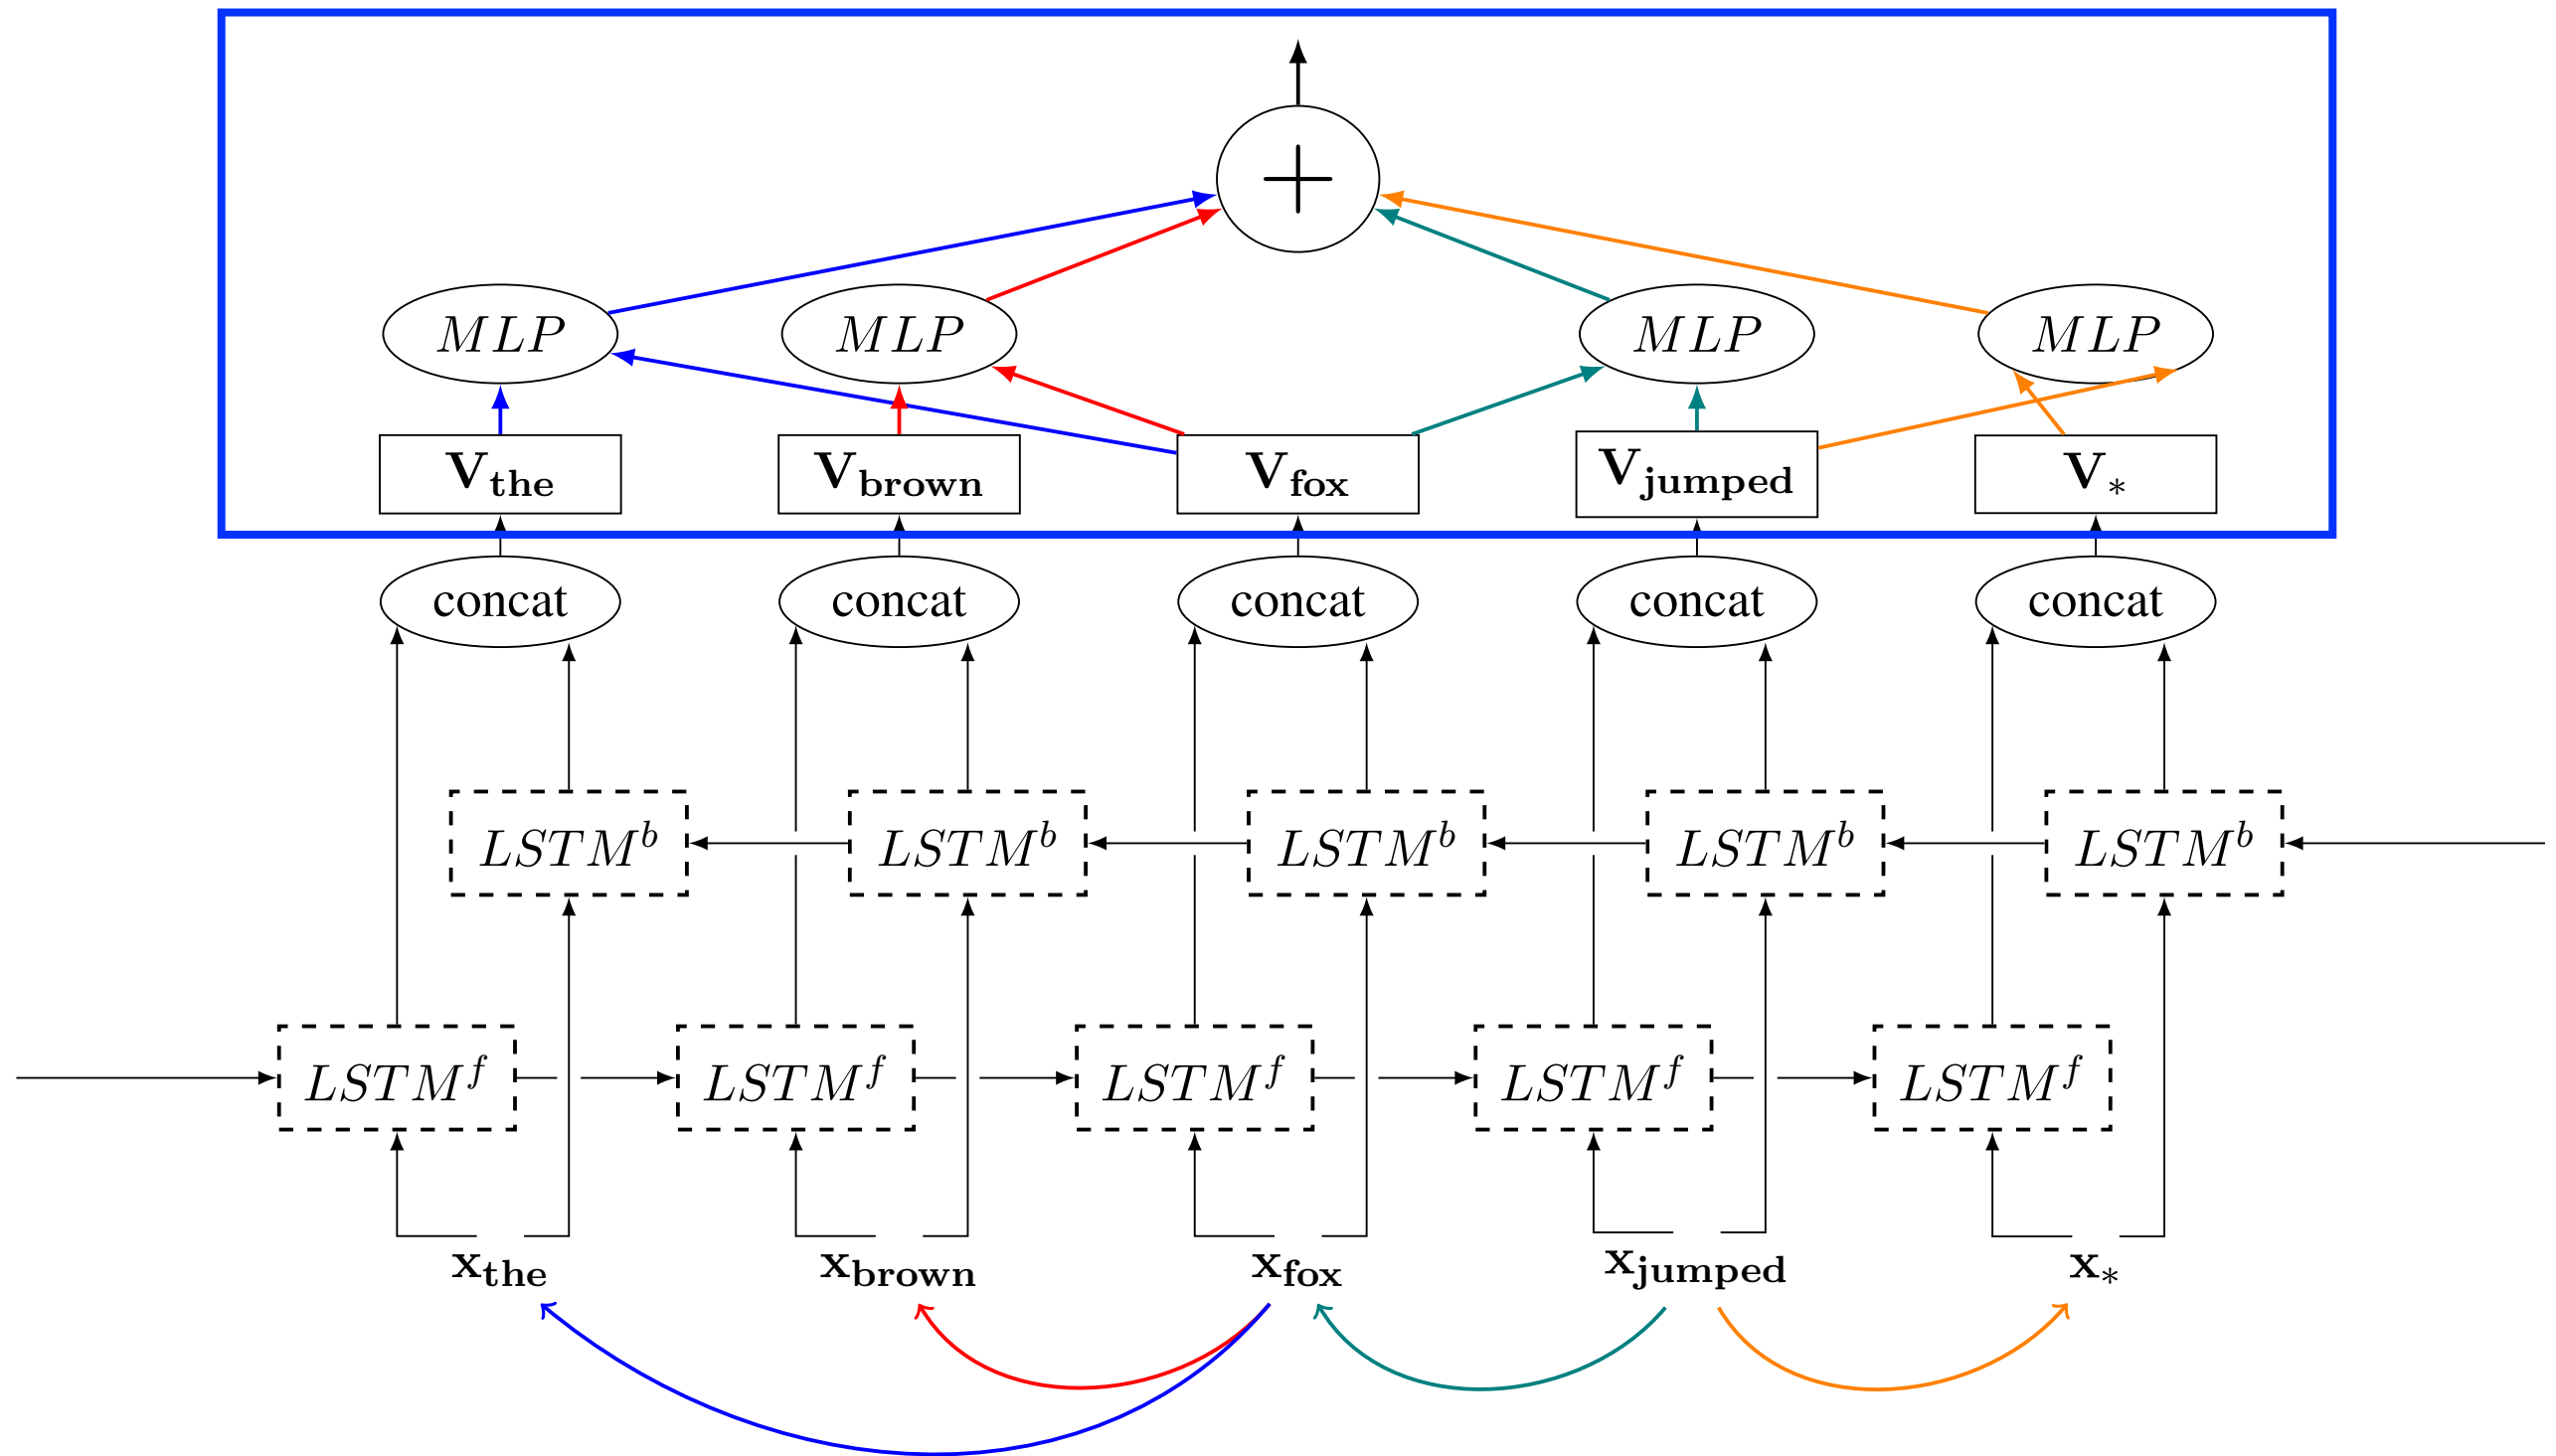 +
MLP MLP MLP MLP
V_the V_brown V_fox V_jumped V_*
concat concat concat concat concat
LSTM^b LSTM^b LSTM^b LSTM^b LSTM^b
LSTM^f LSTM^f LSTM^f LSTM^f LSTM^f
x_the x_brown x_fox x_jumped x_*